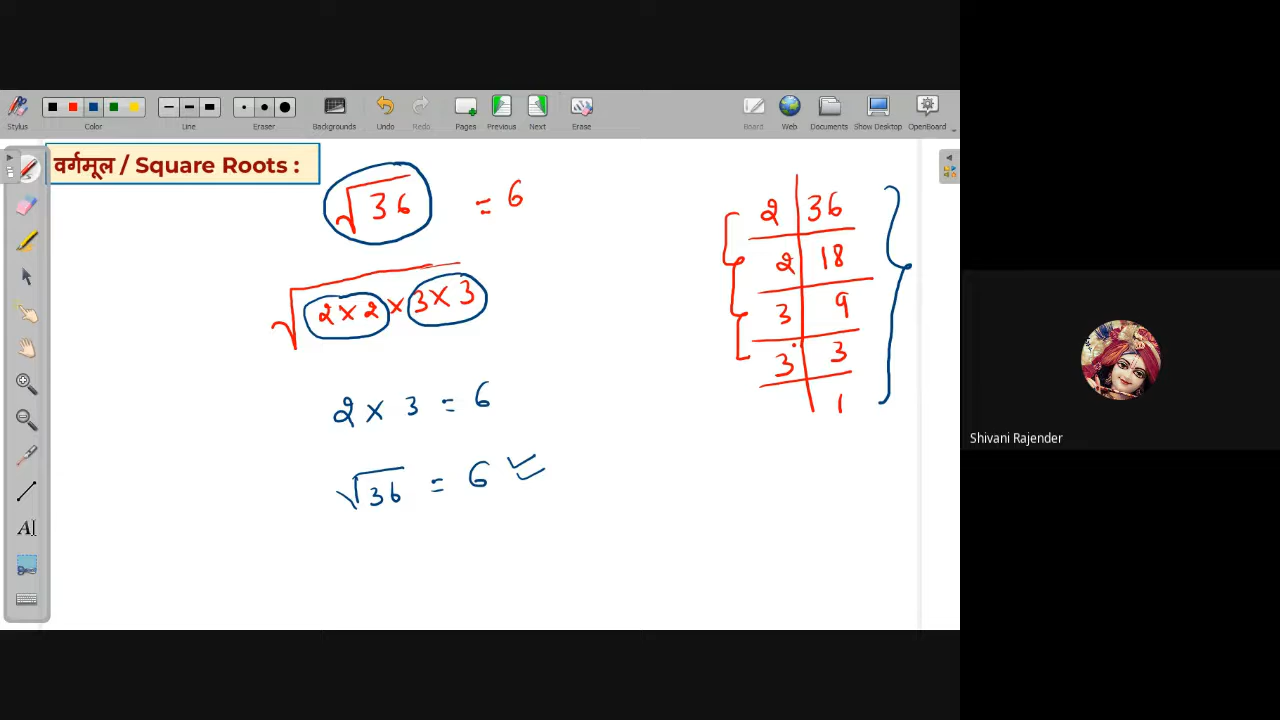 Stylus
Color
Line
Eraser
Backgrounds
Undo
Redo
Pages
Previous
Next
Erase
Board
Web
Documents
Show Desktop
OpenBoard
वर्गमूल / Square Roots :
√36 = 6
√2 × 2 × 3 × 3
2 × 3 = 6
√36 = 6
2 | 36
2 | 18
3 | 9
3 | 3
| 1
AI
Shivani Rajender